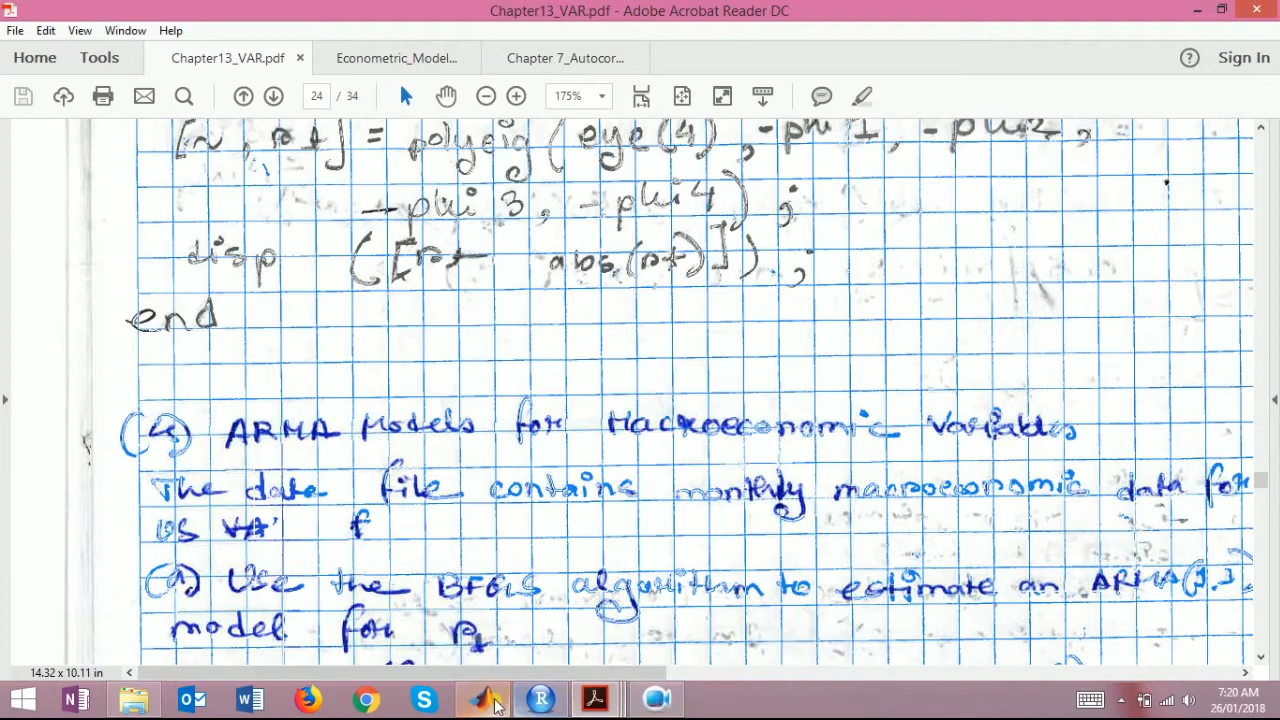 Chapter13_VAR.pdf - Adobe Acrobat Reader DC
File Edit View Window Help
Home Tools Chapter13_VAR.pdf × Econometric_Model... Chapter 7_Autocor... Sign In
24 / 34 175%
rt] = polyeig (eye(4), -phi1, -phi2,
-phi3, -phi4);
disp ([rt abs(rt)]);
end
(4) ARMA Models for Macroeconomic Variables
The data file contains monthly macroeconomic data for
US f
(a) Use the BFGS algorithm to estimate an ARMA(1,1)
model for
14.32 x 10.11 in
7:20 AM
26/01/2018